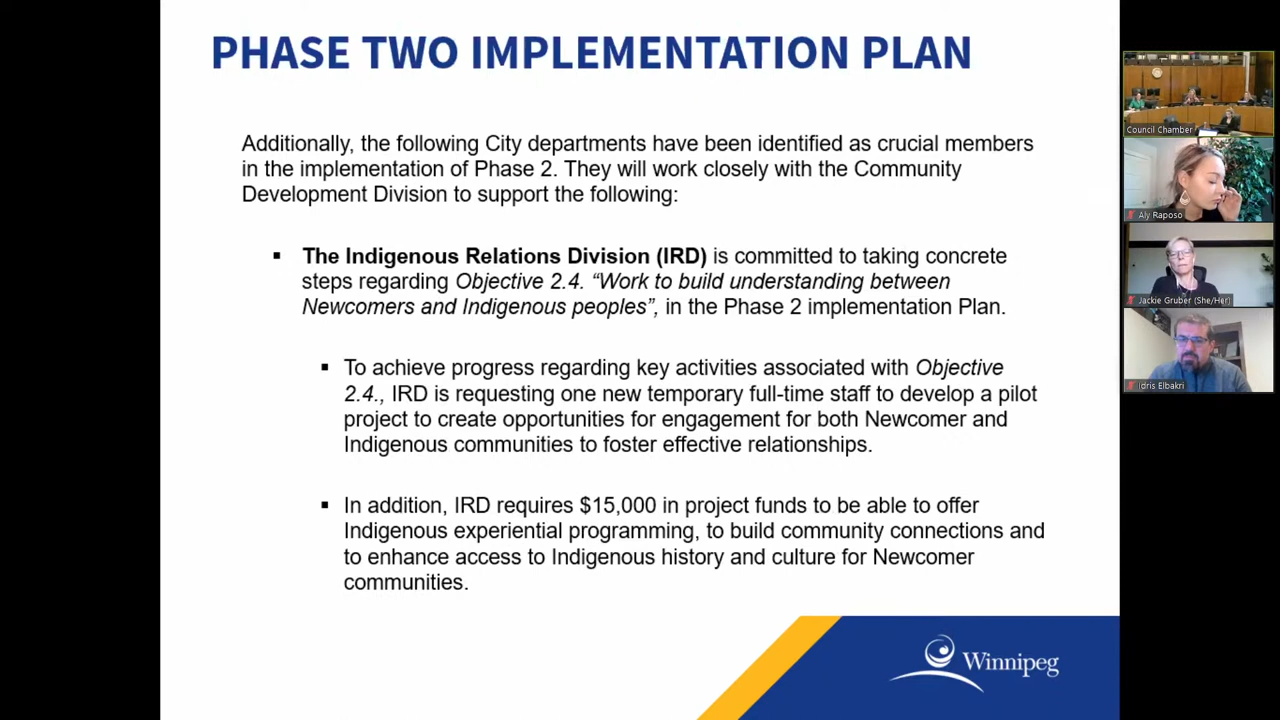 PHASE TWO IMPLEMENTATION PLAN
Additionally, the following City departments have been identified as crucial members
in the implementation of Phase 2. They will work closely with the Community
Development Division to support the following:
▪ The Indigenous Relations Division (IRD) is committed to taking concrete
steps regarding Objective 2.4. “Work to build understanding between
Newcomers and Indigenous peoples”, in the Phase 2 implementation Plan.
▪ To achieve progress regarding key activities associated with Objective
2.4., IRD is requesting one new temporary full-time staff to develop a pilot
project to create opportunities for engagement for both Newcomer and
Indigenous communities to foster effective relationships.
▪ In addition, IRD requires $15,000 in project funds to be able to offer
Indigenous experiential programming, to build community connections and
to enhance access to Indigenous history and culture for Newcomer
communities.
Winnipeg
Council Chamber
Aly Raposo
Jackie Gruber (She/Her)
Idris Elbakri